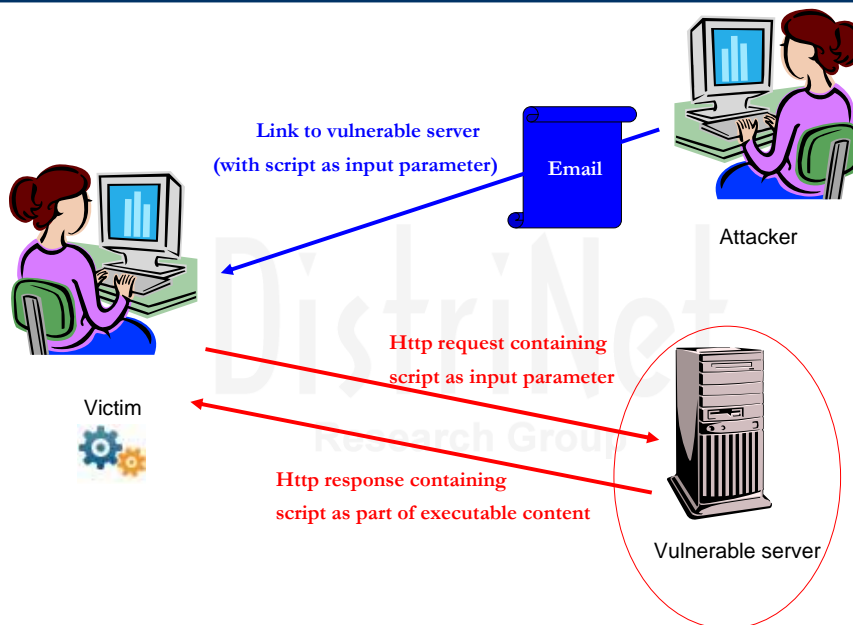 Link to vulnerable server
(with script as input parameter)
Email
Attacker
DistriNet
Research Group
Http request containing
script as input parameter
Victim
Http response containing
script as part of executable content
Vulnerable server